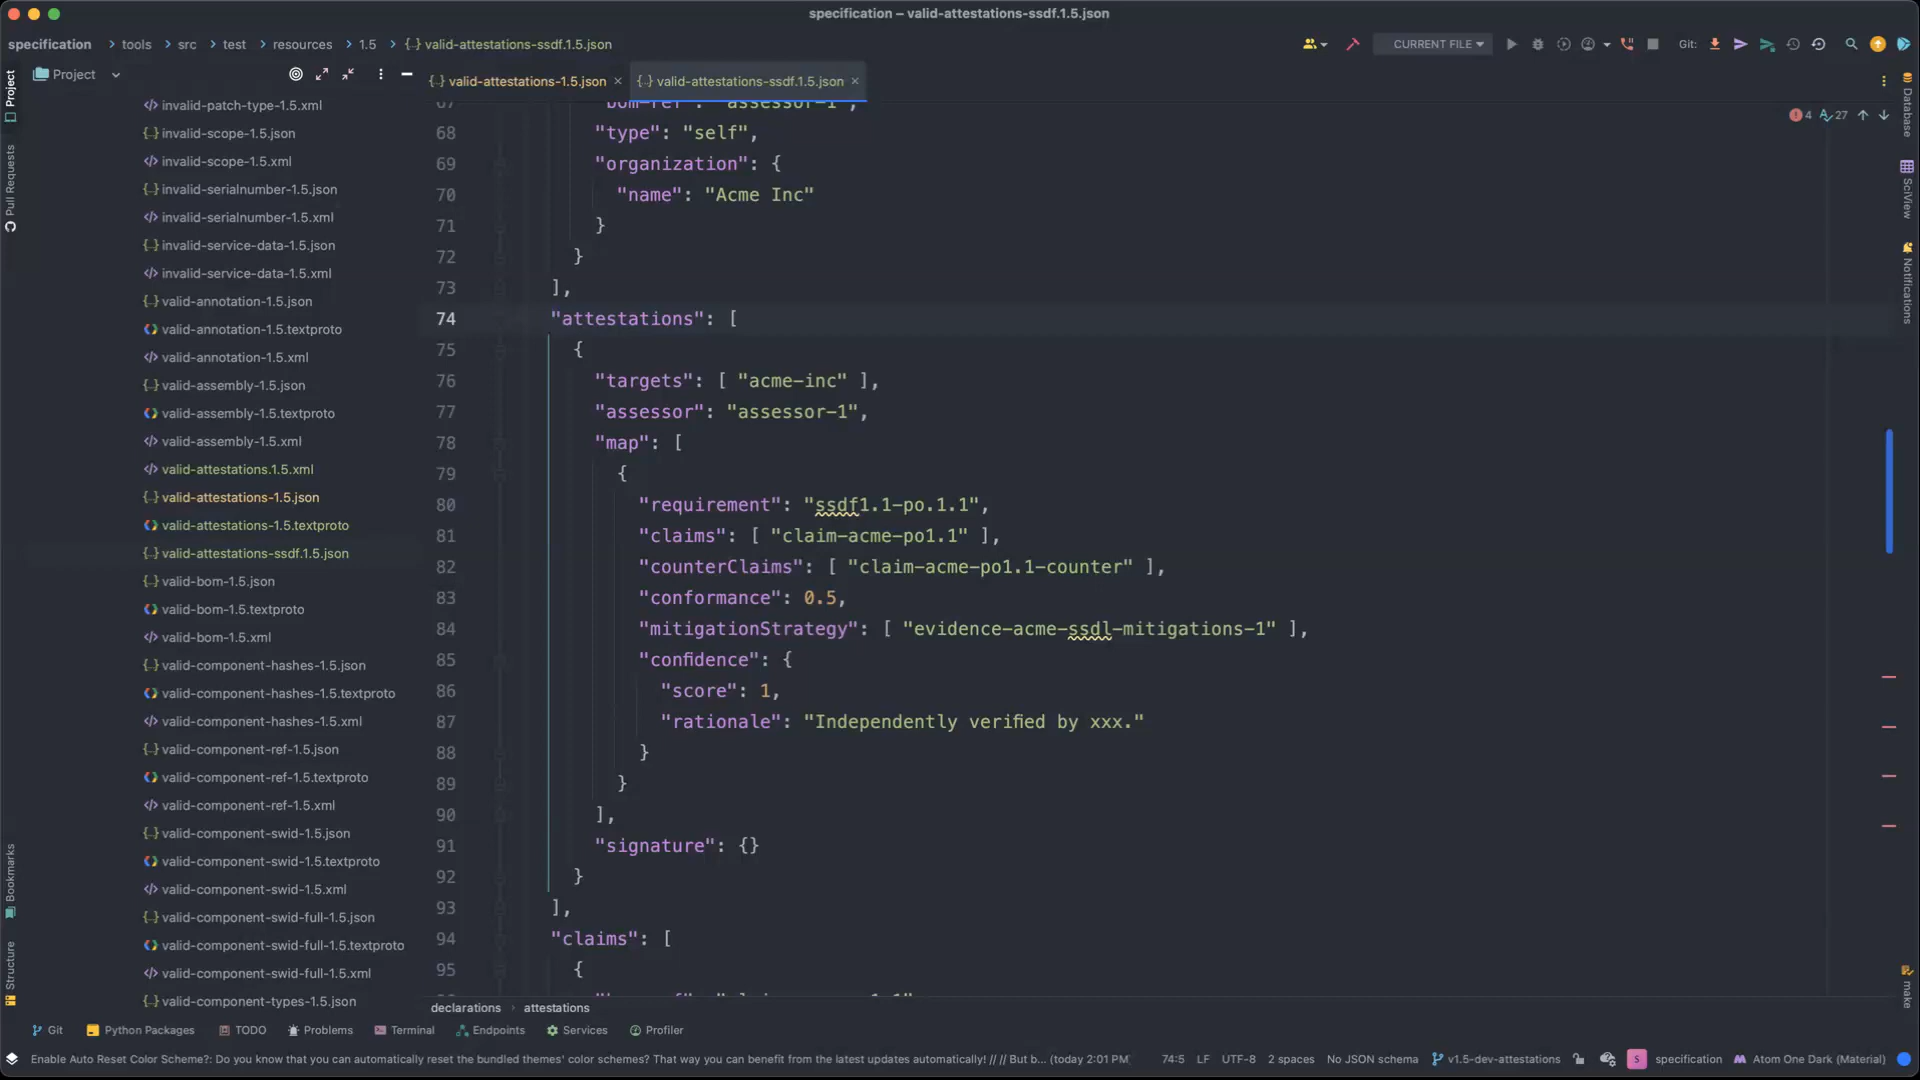 specification – valid-attestations-ssdf.1.5.json
specification > tools > src > test > resources > 1.5 > valid-attestations-ssdf.1.5.json
CURRENT FILE
Git:
Project
valid-attestations-1.5.json
valid-attestations-ssdf.1.5.json
Project
Pull Requests
Bookmarks
Structure
invalid-patch-type-1.5.xml
invalid-scope-1.5.json
invalid-scope-1.5.xml
invalid-serialnumber-1.5.json
invalid-serialnumber-1.5.xml
invalid-service-data-1.5.json
invalid-service-data-1.5.xml
valid-annotation-1.5.json
valid-annotation-1.5.textproto
valid-annotation-1.5.xml
valid-assembly-1.5.json
valid-assembly-1.5.textproto
valid-assembly-1.5.xml
valid-attestations.1.5.xml
valid-attestations-1.5.json
valid-attestations-1.5.textproto
valid-attestations-ssdf.1.5.json
valid-bom-1.5.json
valid-bom-1.5.textproto
valid-bom-1.5.xml
valid-component-hashes-1.5.json
valid-component-hashes-1.5.textproto
valid-component-hashes-1.5.xml
valid-component-ref-1.5.json
valid-component-ref-1.5.textproto
valid-component-ref-1.5.xml
valid-component-swid-1.5.json
valid-component-swid-1.5.textproto
valid-component-swid-1.5.xml
valid-component-swid-full-1.5.json
valid-component-swid-full-1.5.textproto
valid-component-swid-full-1.5.xml
valid-component-types-1.5.json
67 "bom-ref": "assessor-1",
68 "type": "self",
69 "organization": {
70 "name": "Acme Inc"
71 }
72 }
73 ],
74 "attestations": [
75 {
76 "targets": [ "acme-inc" ],
77 "assessor": "assessor-1",
78 "map": [
79 {
80 "requirement": "ssdf1.1-po.1.1",
81 "claims": [ "claim-acme-po1.1" ],
82 "counterClaims": [ "claim-acme-po1.1-counter" ],
83 "conformance": 0.5,
84 "mitigationStrategy": [ "evidence-acme-ssdl-mitigations-1" ],
85 "confidence": {
86 "score": 1,
87 "rationale": "Independently verified by xxx."
88 }
89 }
90 ],
91 "signature": {}
92 }
93 ],
94 "claims": [
95 {
4 27
Database
SciView
Notifications
make
declarations > attestations
Git Python Packages TODO Problems Terminal Endpoints Services Profiler
Enable Auto Reset Color Scheme?: Do you know that you can automatically reset the bundled themes' color schemes? That way you can benefit from the latest updates automatically! // // But b... (today 2:01 PM) 74:5 LF UTF-8 2 spaces No JSON schema v1.5-dev-attestations S specification Atom One Dark (Material)